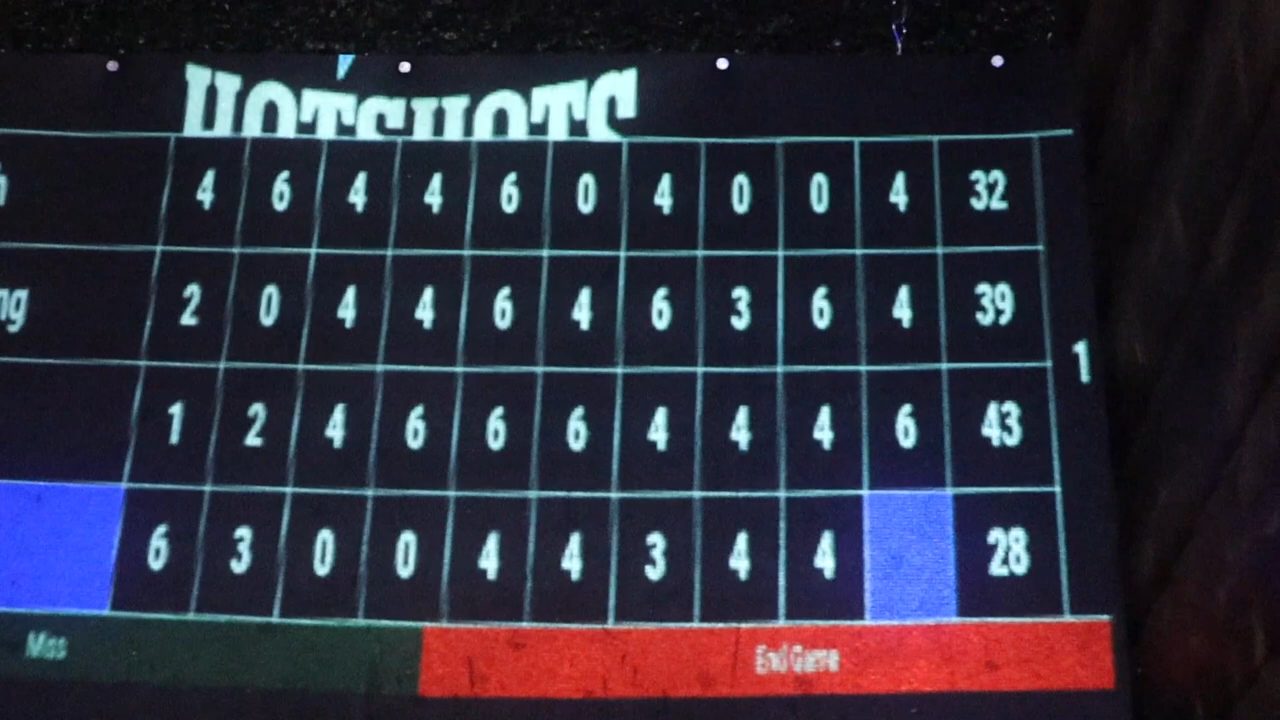 HOTSHOTS
h 4 6 4 4 6 0 4 0 0 4 32
ng 2 0 4 4 6 4 6 3 6 4 39
1
1 2 4 6 6 6 4 4 4 6 43
6 3 0 0 4 4 3 4 4 28
Miss End Game